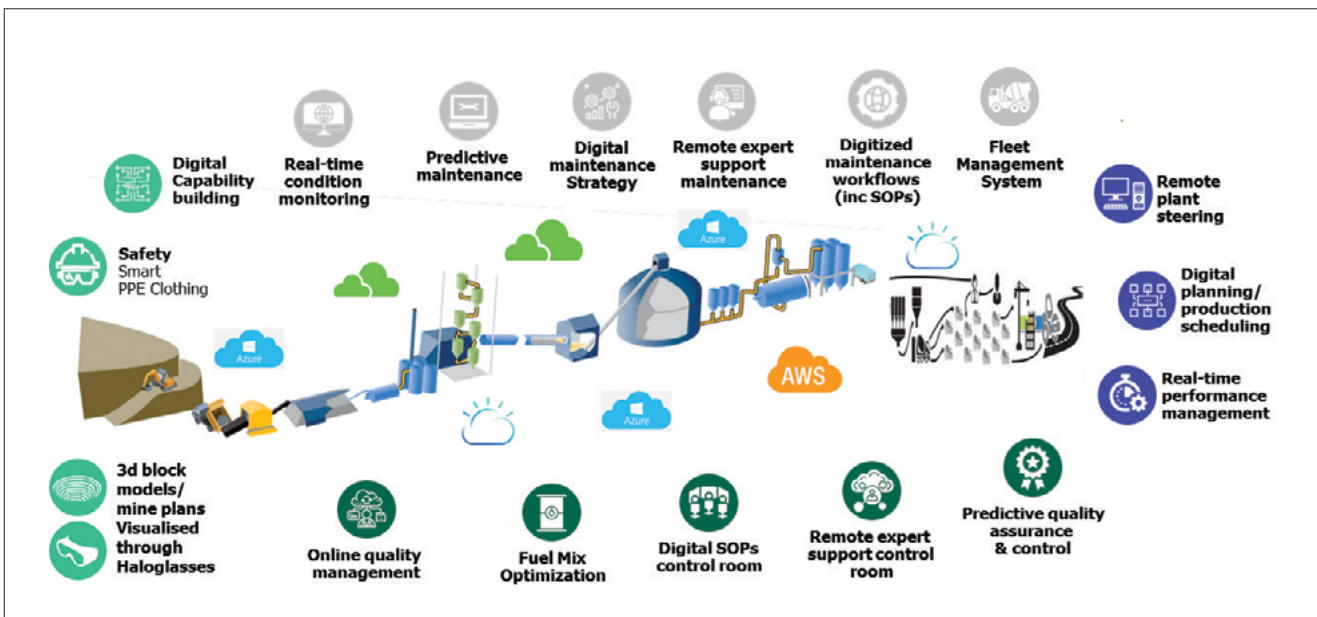 Digital
Capability
building
Real-time
condition
monitoring
Predictive
maintenance
Digital
maintenance
Strategy
Remote expert
support
maintenance
Digitized
maintenance
workflows
(inc SOPs)
Fleet
Management
System
Remote
plant
steering
Safety
Smart
PPE Clothing
Azure
Azure
Azure
AWS
Digital
planning/
production
scheduling
Real-time
performance
management
3d block
models/
mine plans
Visualised
through
Haloglasses
Online quality
management
Fuel Mix
Optimization
Digital SOPs
control room
Remote expert
support control
room
Predictive quality
assurance
& control